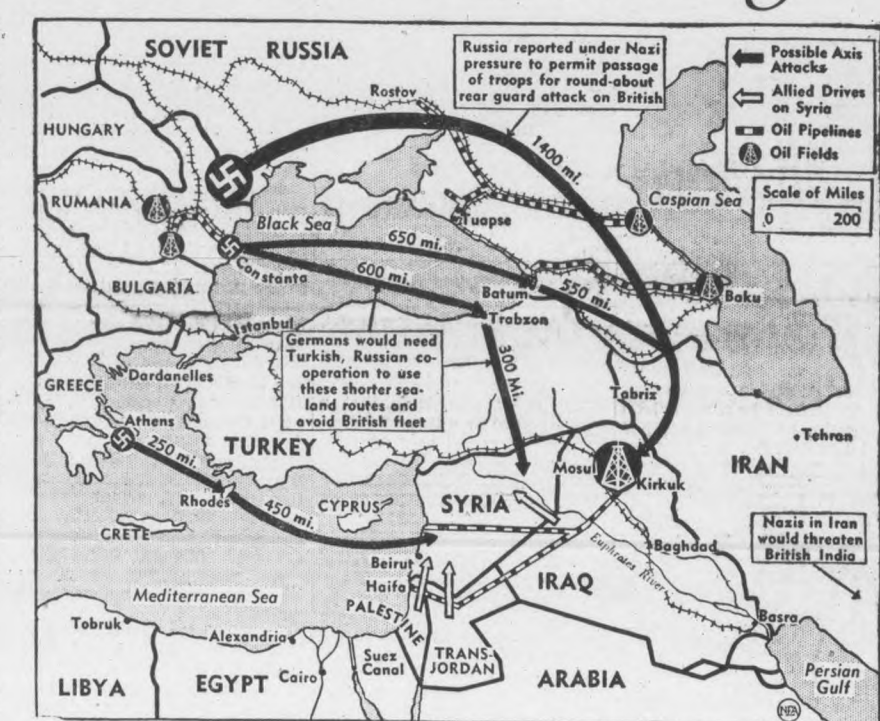 SOVIET RUSSIA
Russia reported under Nazi
pressure to permit passage
of troops for round-about
rear guard attack on British
Possible Axis
Attacks
Allied Drives
on Syria
Oil Pipelines
Oil Fields
Scale of Miles
0 200
Rostov
HUNGARY
1400 mi.
RUMANIA
Black Sea
Tuapse
Caspian Sea
650 mi.
Constanta
600 mi.
BULGARIA
Batum
550 mi.
Baku
Trabzon
Istanbul
Germans would need
Turkish, Russian co-
operation to use
these shorter sea-
land routes and
avoid British fleet
300 Mi.
GREECE
Dardanelles
Tabriz
Athens
250 mi.
TURKEY
Tehran
Mosul
Kirkuk
IRAN
Rhodes
450 mi.
CYPRUS
SYRIA
CRETE
Nazis in Iran
would threaten
British India
Euphrates River
Baghdad
Beirut
Haifa
IRAQ
Mediterranean Sea
PALESTINE
Basra
Tobruk
Alexandria
TRANS-
JORDAN
Suez
Canal
Cairo
LIBYA
EGYPT
ARABIA
Persian
Gulf
NEA